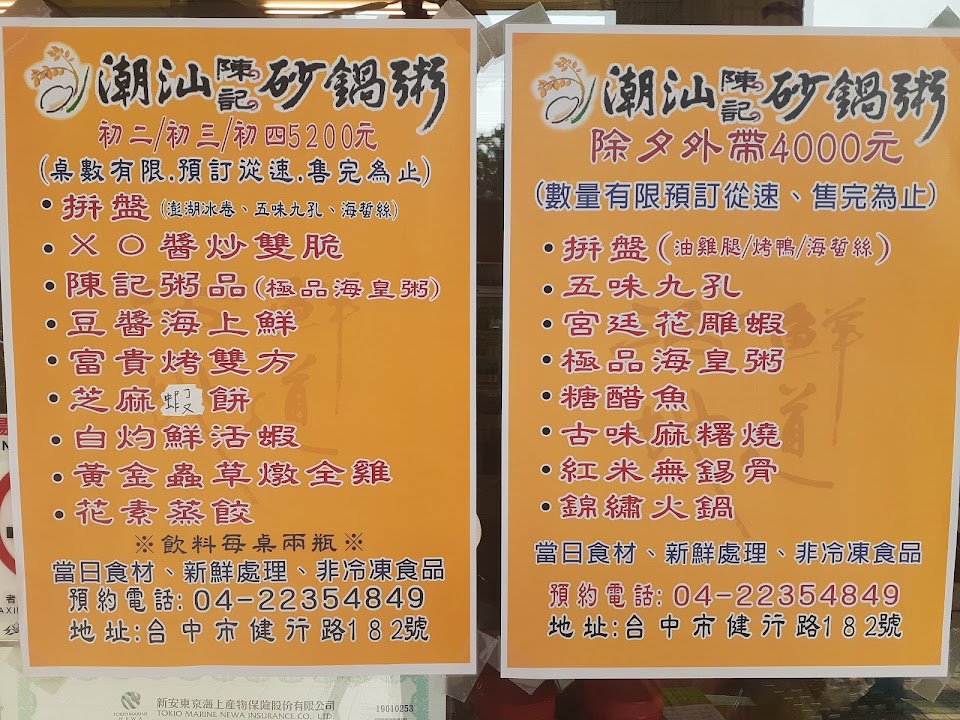 潮汕陳記砂鍋粥
初二/初三/初四5200元
(桌數有限.預訂從速.售完為止)
• 拼盤(澎湖冰卷、五味九孔、海蜇絲)
• XO醬炒雙脆
• 陳記粥品(極品海皇粥)
• 豆醬海上鮮
• 富貴烤雙方
• 芝麻蝦餅
• 白灼鮮活蝦
• 黃金蟲草燉全雞
• 花素蒸餃
※飲料每桌兩瓶※
當日食材、新鮮處理、非冷凍食品
預約電話:04-22354849
地址:台中市健行路182號
潮汕陳記砂鍋粥
除夕外帶4000元
(數量有限預訂從速、售完為止)
• 拼盤(油雞腿/烤鴨/海蜇絲)
• 五味九孔
• 宮廷花雕蝦
• 極品海皇粥
• 糖醋魚
• 古味麻糬燒
• 紅米無錫骨
• 錦繡火鍋
當日食材、新鮮處理、非冷凍食品
預約電話:04-22354849
地址:台中市健行路182號
新安東京海上產物保險股份有限公司
TOKIO MARINE NEWA INSURANCE CO., LTD.
19010253
TOKIO MARINE
NEWA